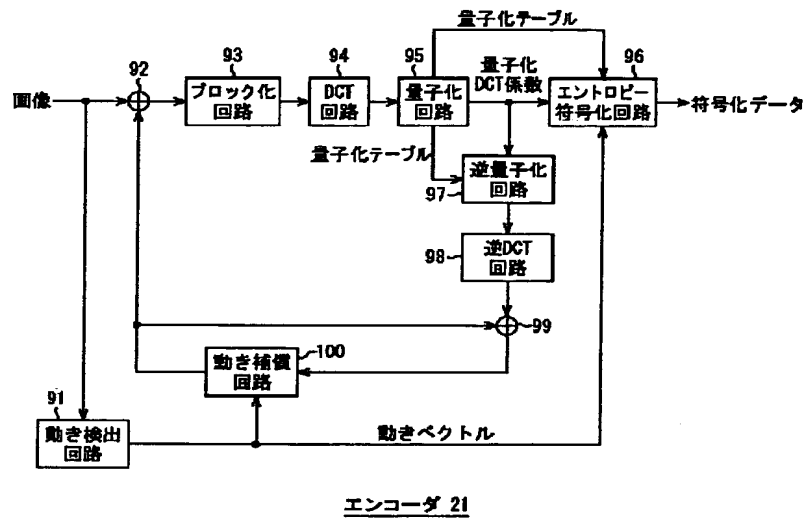 量子化テーブル
92
93
94
95
量子化
DCT係数
96
画像
ブロック化
回路
DCT
回路
量子化
回路
エントロピー
符号化回路
符号化データ
量子化テーブル
97
逆量子化
回路
98
逆DCT
回路
99
100
動き補償
回路
91
動き検出
回路
動きベクトル
エンコーダ 21